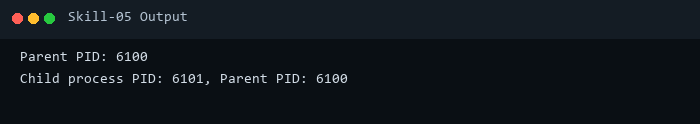 Skill-05 Output
Parent PID: 6100
Child process PID: 6101, Parent PID: 6100